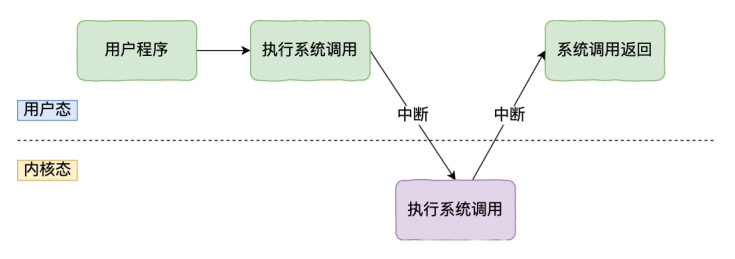 用户程序
执行系统调用
系统调用返回
用户态
中断
中断
内核态
执行系统调用